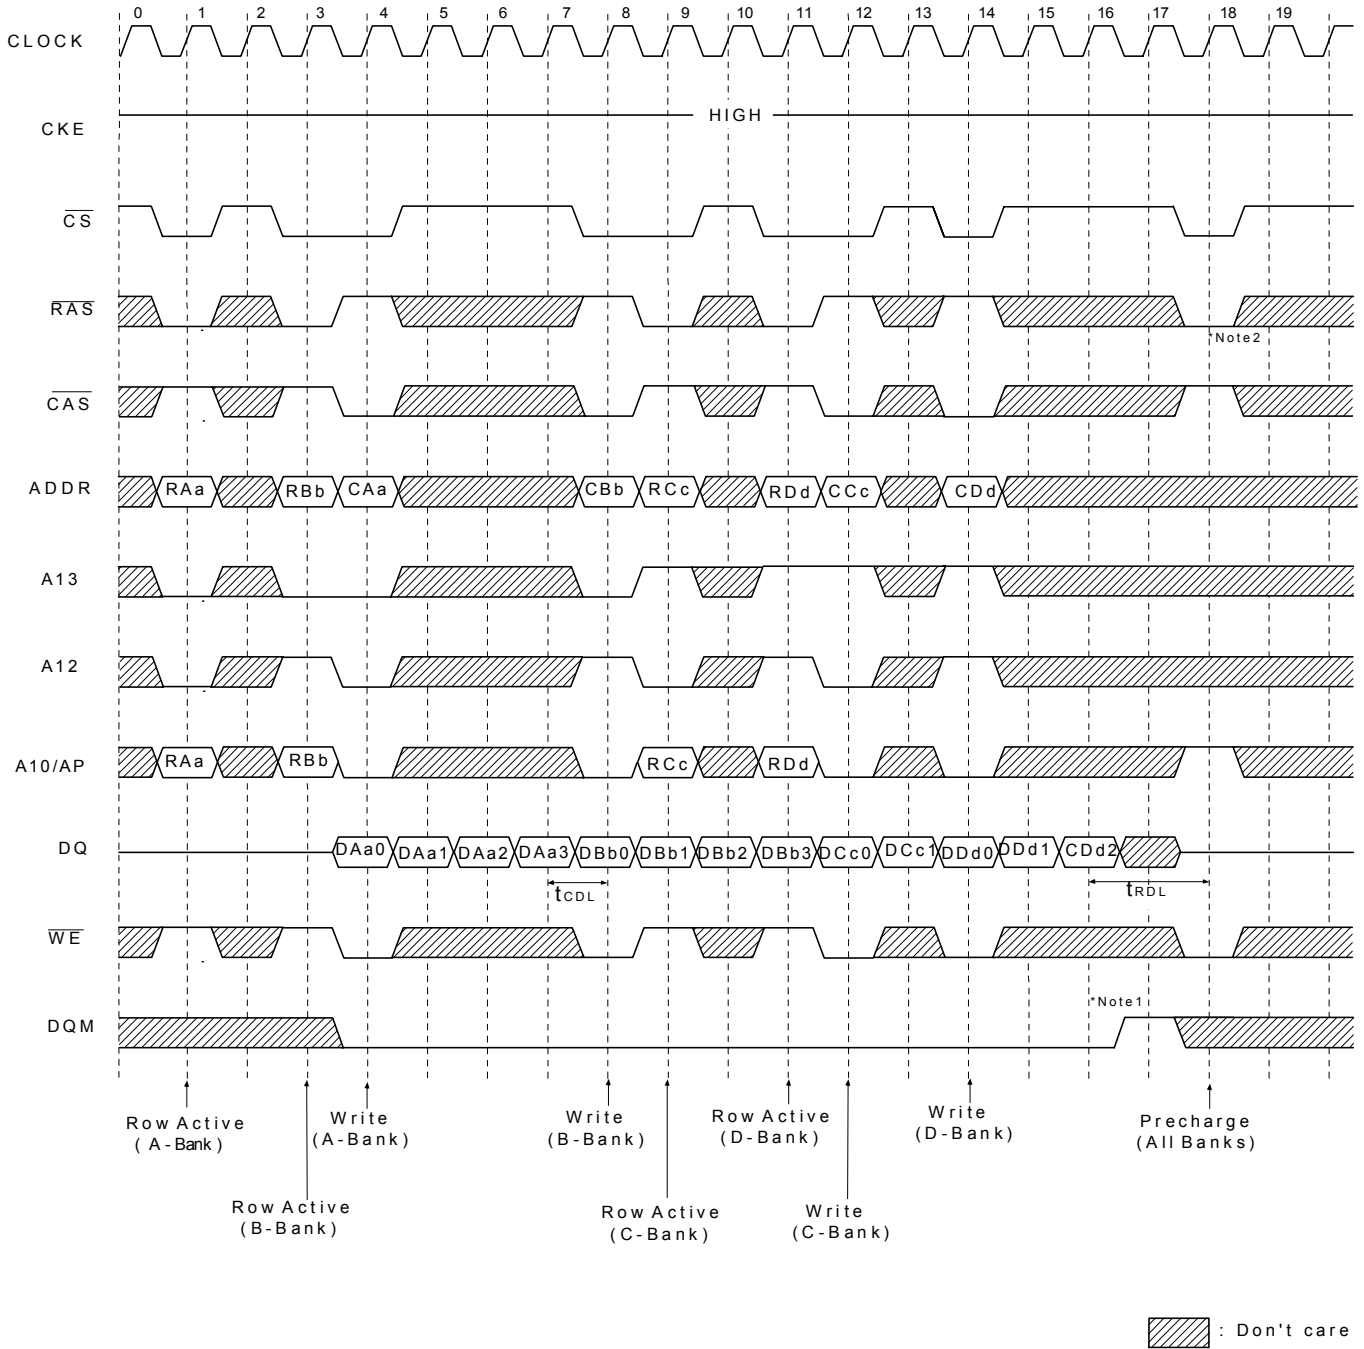 0 1 2 3 4 5 6 7 8 9 10 11 12 13 14 15 16 17 18 19
CLOCK
HIGH
CKE
CS
RAS
*Note2
CAS
ADDR RAa RBb CAa CBb RCc RDd CCc CDd
A13
A12
A10/AP RAa RBb RCc RDd
DQ DAa0 DAa1 DAa2 DAa3 DBb0 DBb1 DBb2 DBb3 DCc0 DCc1 DDd0 DDd1 CDd2
tCDL tRDL
WE
*Note1
DQM
Row Active
(A-Bank)
Write
(A-Bank)
Write
(B-Bank)
Row Active
(D-Bank)
Write
(D-Bank)
Precharge
(All Banks)
Row Active
(B-Bank)
Row Active
(C-Bank)
Write
(C-Bank)
: Don't care